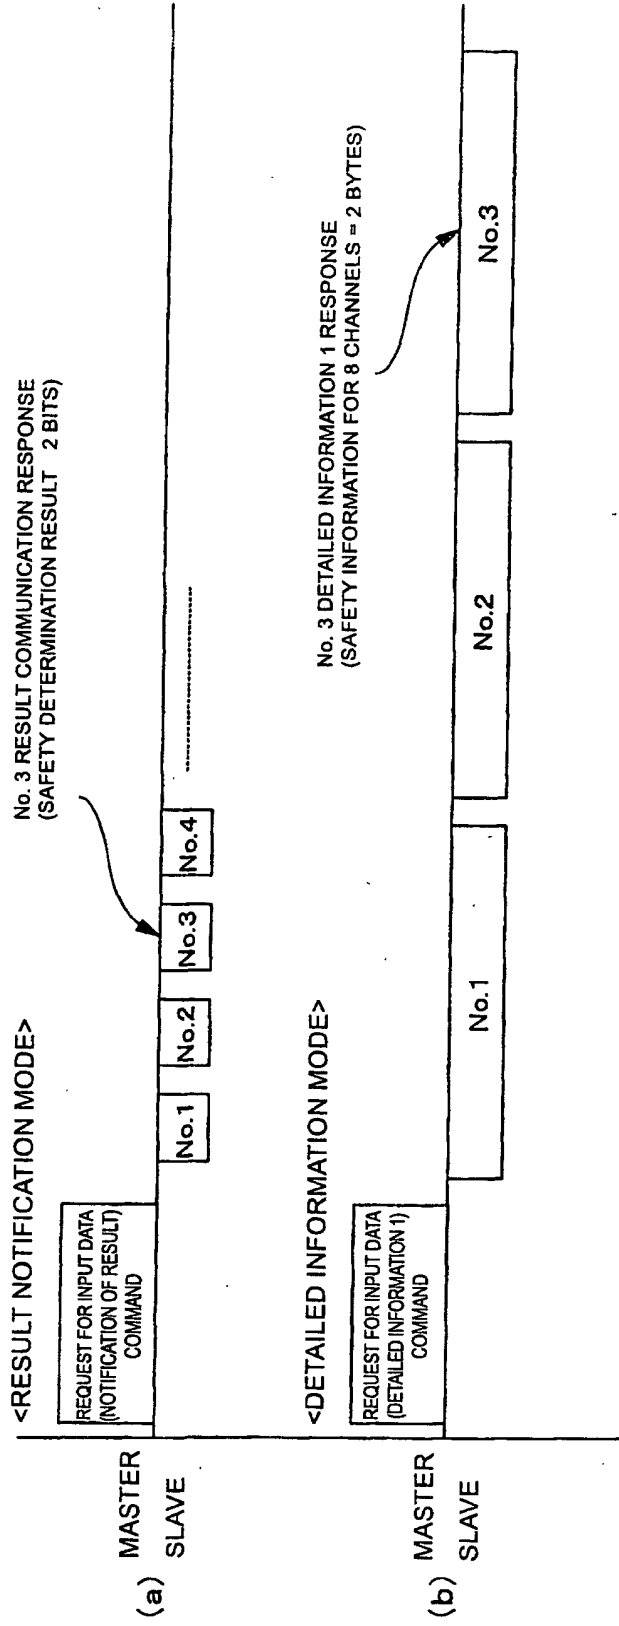 <RESULT NOTIFICATION MODE>
No. 3 RESULT COMMUNICATION RESPONSE
(SAFETY DETERMINATION RESULT 2 BITS)
REQUEST FOR INPUT DATA
(NOTIFICATION OF RESULT)
COMMAND
(a)
MASTER
SLAVE
No.1
No.2
No.3
No.4
<DETAILED INFORMATION MODE>
No. 3 DETAILED INFORMATION 1 RESPONSE
(SAFETY INFORMATION FOR 8 CHANNELS = 2 BYTES)
REQUEST FOR INPUT DATA
(DETAILED INFORMATION 1)
COMMAND
(b)
MASTER
SLAVE
No.1
No.2
No.3